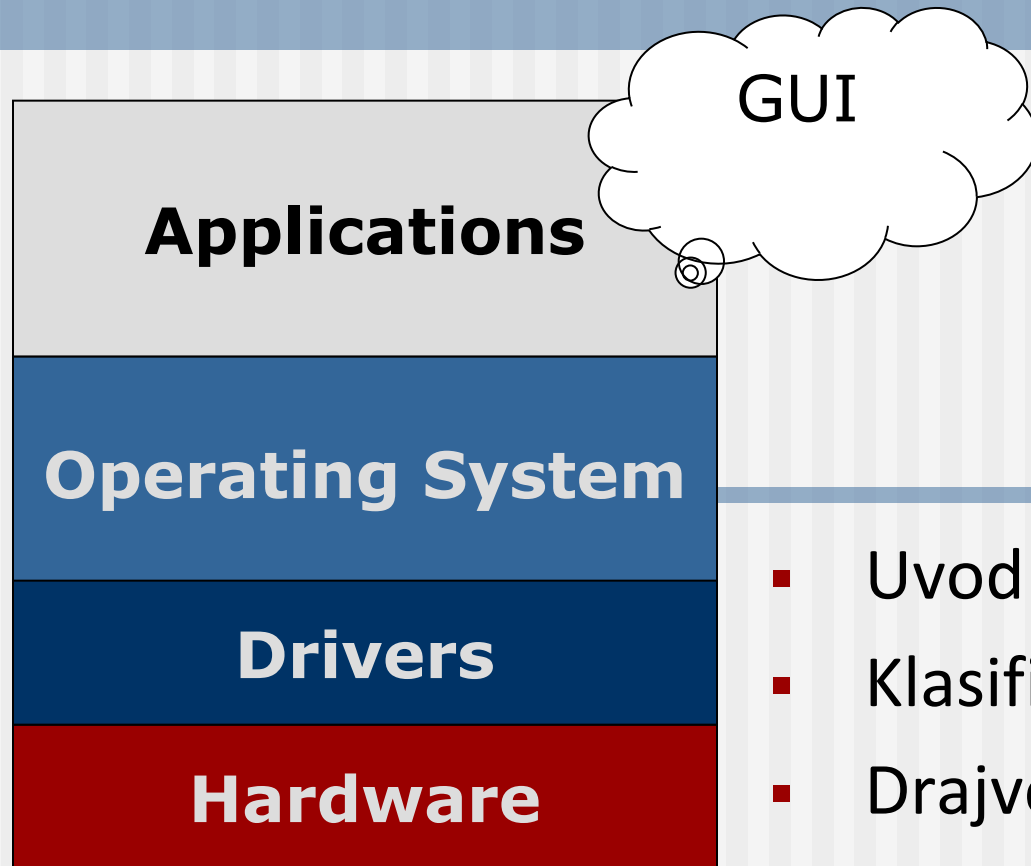 GUI
Applications
Operating System
Drivers
Hardware
Uvod